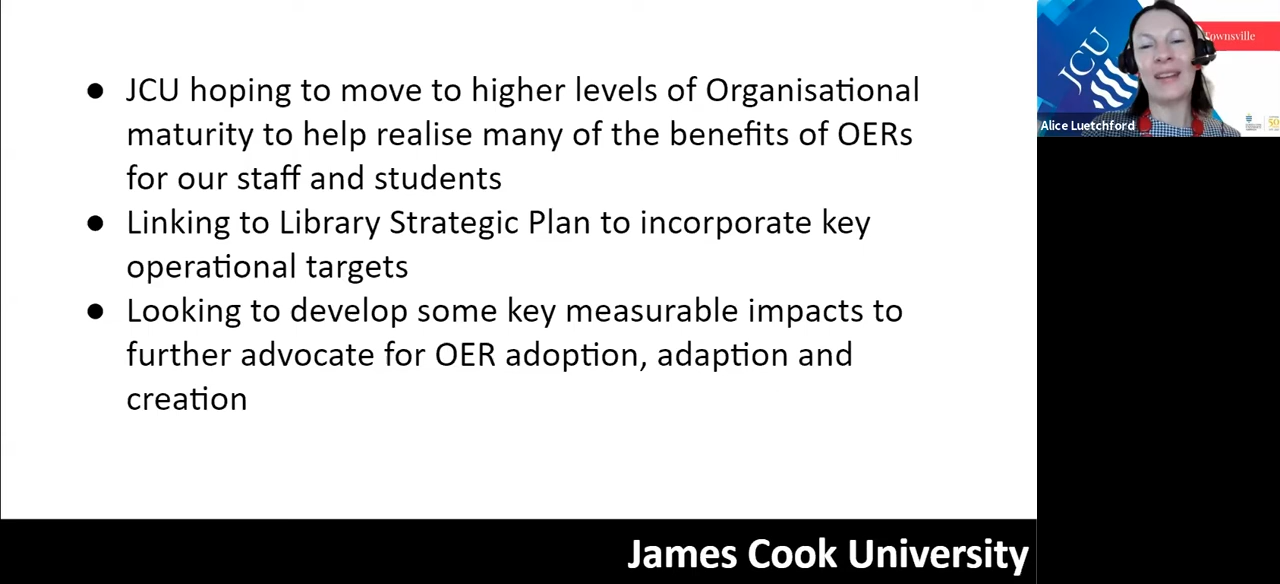 ● JCU hoping to move to higher levels of Organisational
maturity to help realise many of the benefits of OERs
for our staff and students
● Linking to Library Strategic Plan to incorporate key
operational targets
● Looking to develop some key measurable impacts to
further advocate for OER adoption, adaption and
creation
James Cook University
JCU
Townsville
Alice Luetchford
50